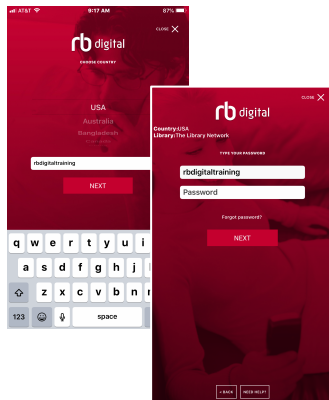 AT&T 9:17 AM 87%
CLOSE X
rb digital
CHOOSE COUNTRY
USA
Australia
Bangladesh
rbdigitaltraining
NEXT
q w e r t y u i
a s d f g h j
z x c v b n
123 space
CLOSE X
rb digital
Country:USA
Library:The Library Network
TYPE YOUR PASSWORD
rbdigitaltraining
Password
Forgot password?
NEXT
< BACK NEED HELP?